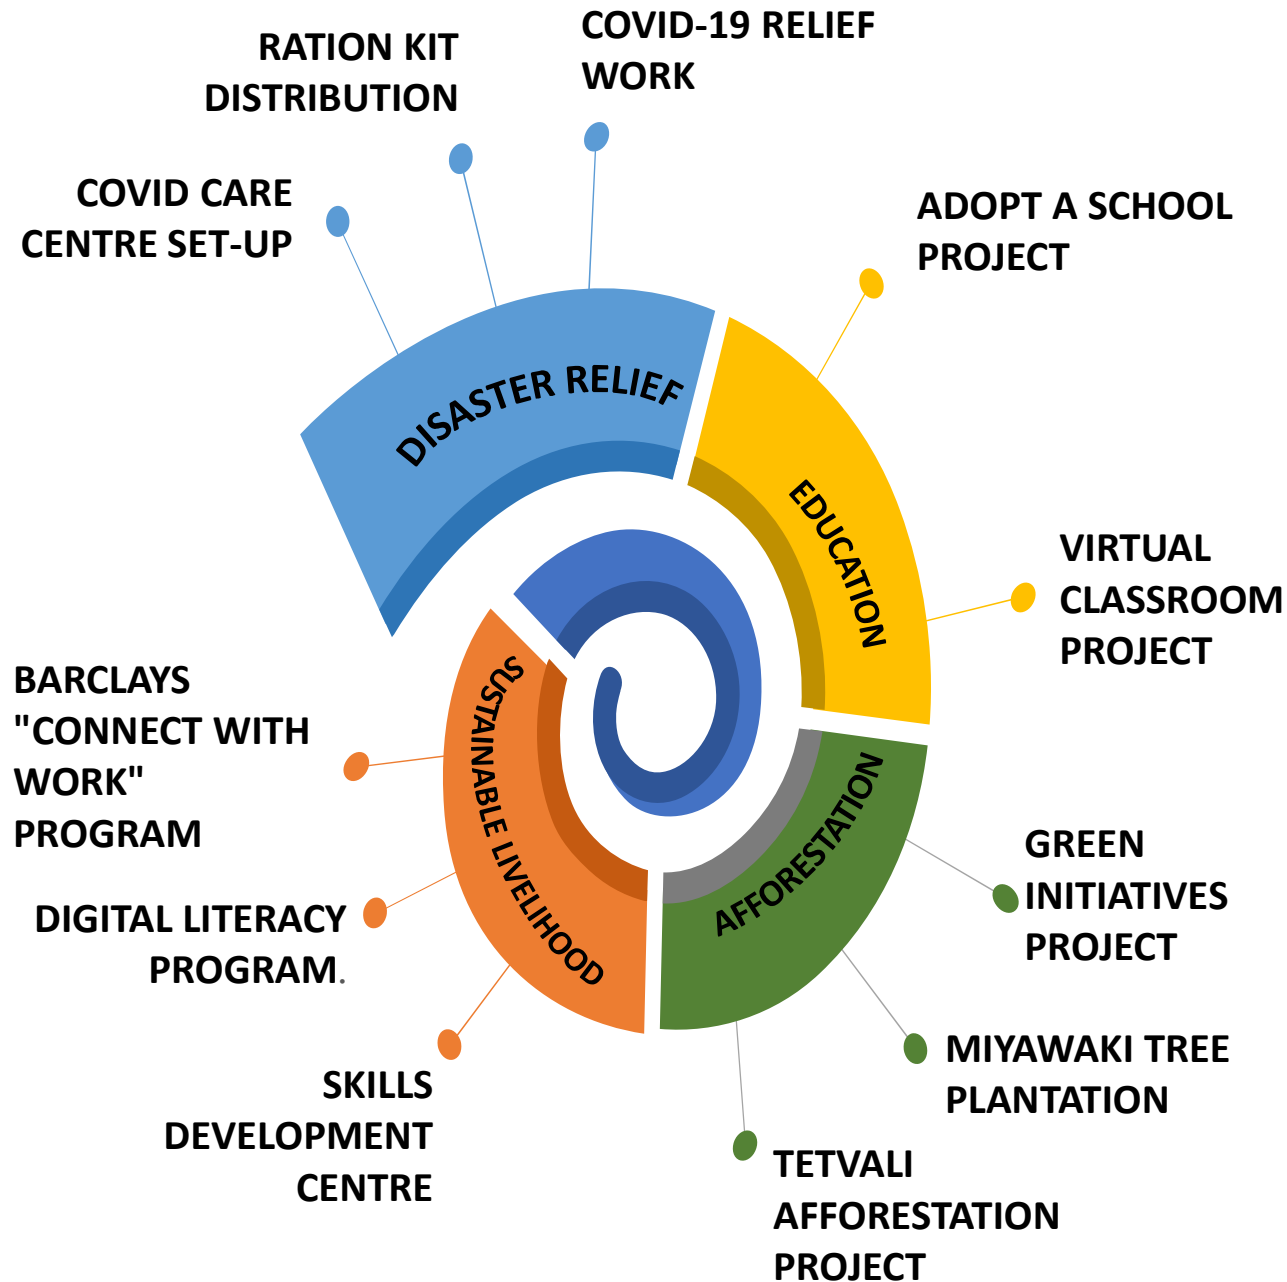 COVID-19 RELIEF
WORK
RATION KIT
DISTRIBUTION
COVID CARE
CENTRE SET-UP
ADOPT A SCHOOL
PROJECT
DISASTER RELIEF
EDUCATION
VIRTUAL
CLASSROOM
PROJECT
BARCLAYS
"CONNECT WITH
WORK"
PROGRAM
SUSTAINABLE LIVELIHOOD
AFFORESTATION
GREEN
INITIATIVES
PROJECT
DIGITAL LITERACY
PROGRAM.
MIYAWAKI TREE
PLANTATION
SKILLS
DEVELOPMENT
CENTRE
TETVALI
AFFORESTATION
PROJECT